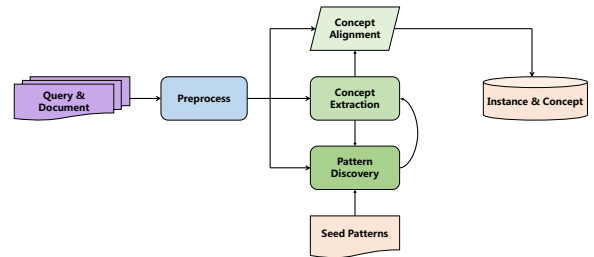 Concept
Alignment
Query &
Document
Preprocess
Concept
Extraction
Instance & Concept
Pattern
Discovery
Seed Patterns